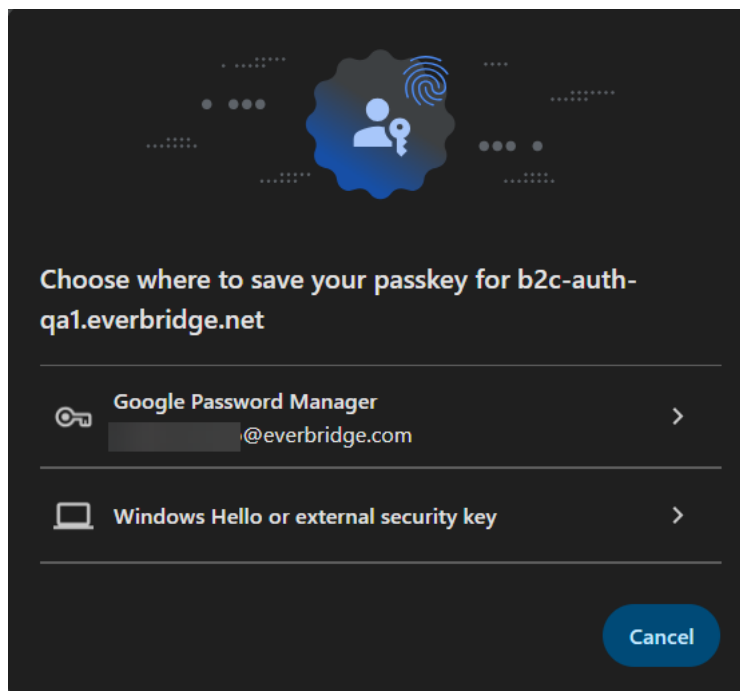 Choose where to save your passkey for b2c-auth-
qa1.everbridge.net
Google Password Manager
@everbridge.com
Windows Hello or external security key
Cancel